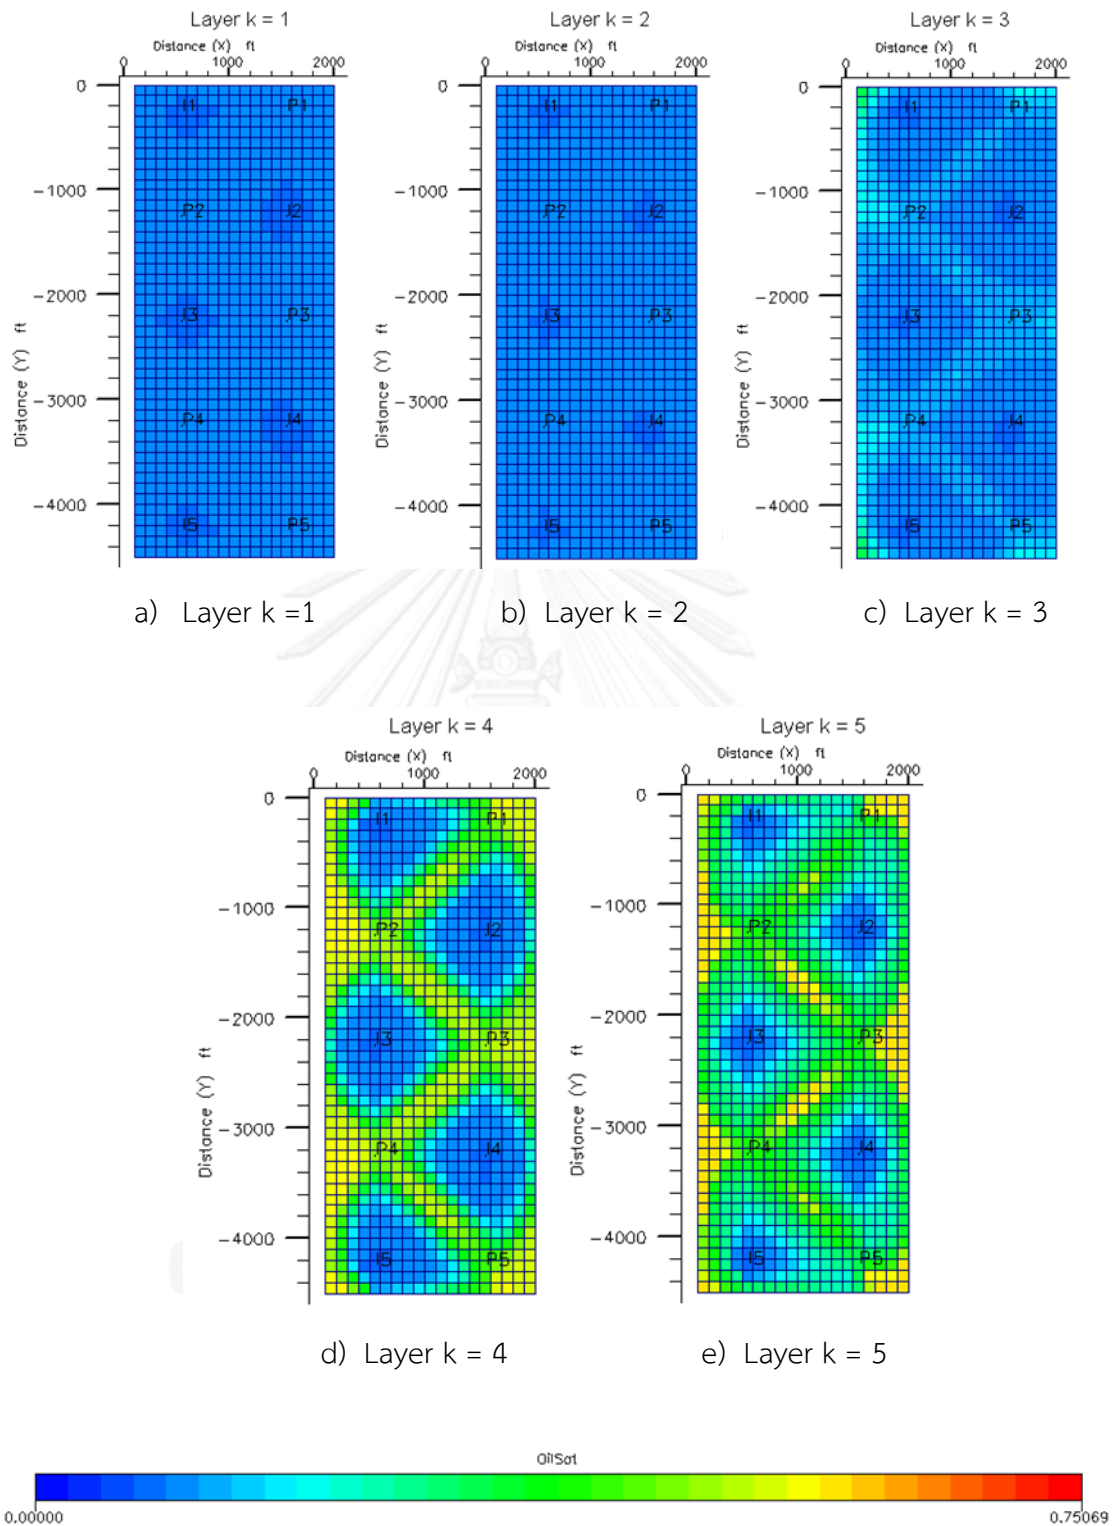 Layer k = 1
Distance (X) ft
0 1000 2000
0
-1000
-2000
-3000
-4000
Distance (Y) ft
I1 P1
P2 I2
I3 P3
P4 I4
I5 P5
Layer k = 2
Distance (X) ft
0 1000 2000
0
-1000
-2000
-3000
-4000
Distance (Y) ft
I1 P1
P2 I2
I3 P3
P4 I4
I5 P5
Layer k = 3
Distance (X) ft
0 1000 2000
0
-1000
-2000
-3000
-4000
Distance (Y) ft
I1 P1
P2 I2
I3 P3
P4 I4
I5 P5
a) Layer k =1
b) Layer k = 2
c) Layer k = 3
Layer k = 4
Distance (X) ft
0 1000 2000
0
-1000
-2000
-3000
-4000
Distance (Y) ft
I1 P1
P2 I2
I3 P3
P4 I4
I5 P5
Layer k = 5
Distance (X) ft
0 1000 2000
0
-1000
-2000
-3000
-4000
Distance (Y) ft
I1 P1
P2 I2
I3 P3
P4 I4
I5 P5
d) Layer k = 4
e) Layer k = 5
OilSat
0.00000 0.75069